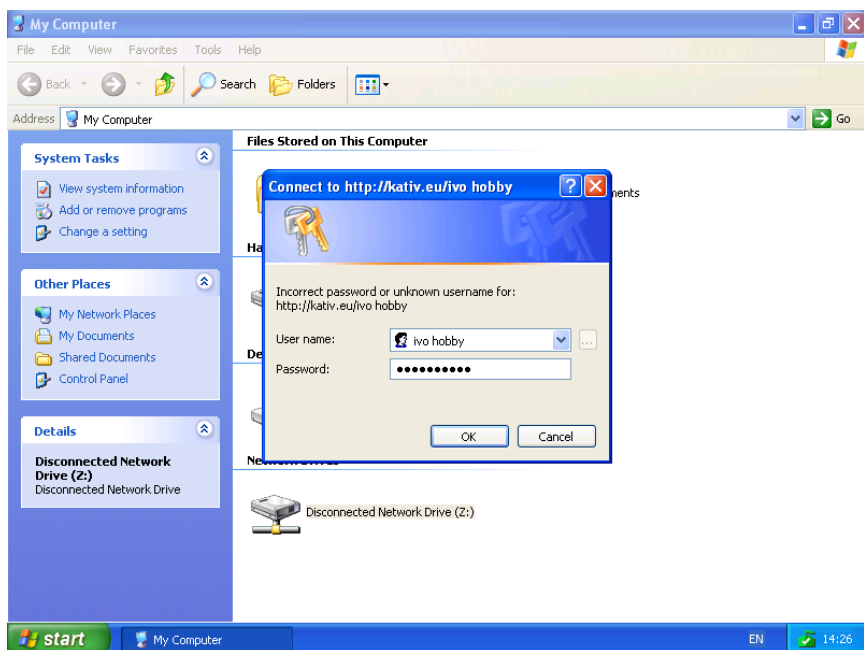 My Computer
File Edit View Favorites Tools Help
Back Search Folders
Address My Computer Go
System Tasks
View system information
Add or remove programs
Change a setting
Other Places
My Network Places
My Documents
Shared Documents
Control Panel
Details
Disconnected Network
Drive (Z:)
Disconnected Network Drive
Files Stored on This Computer
ments
Ha
De
Connect to http://kativ.eu/ivo hobby
Incorrect password or unknown username for:
http://kativ.eu/ivo hobby
User name: ivo hobby
Password:
OK Cancel
Disconnected Network Drive (Z:)
start My Computer EN 14:26